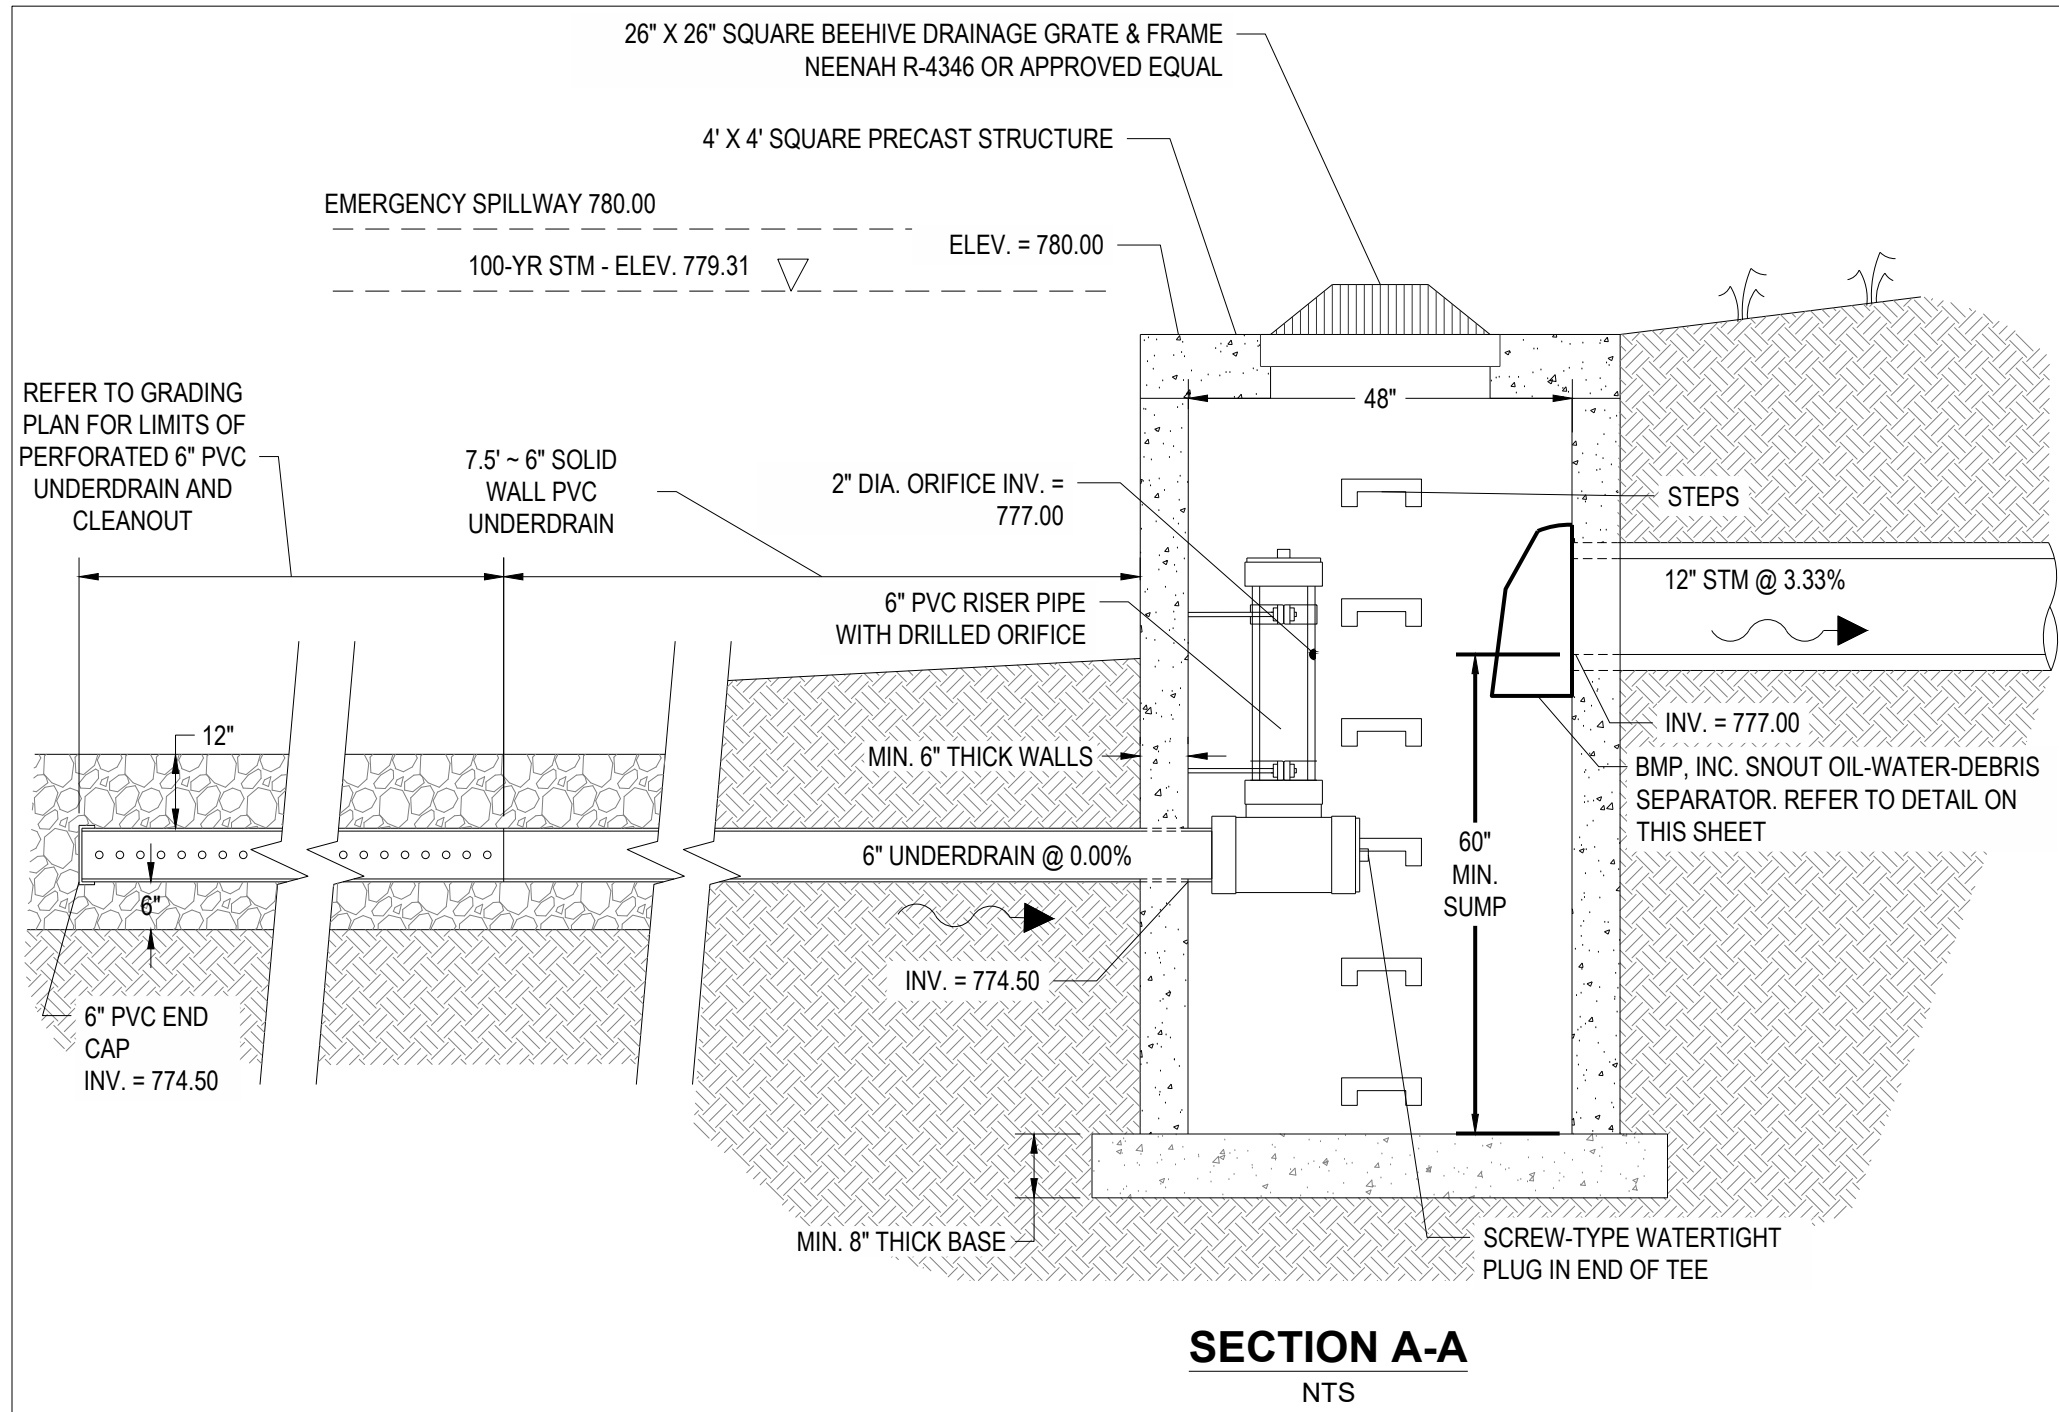 26" X 26" SQUARE BEEHIVE DRAINAGE GRATE & FRAME
NEENAH R-4346 OR APPROVED EQUAL
4' X 4' SQUARE PRECAST STRUCTURE
EMERGENCY SPILLWAY 780.00
ELEV. = 780.00
100-YR STM - ELEV. 779.31
REFER TO GRADING
PLAN FOR LIMITS OF
PERFORATED 6" PVC
UNDERDRAIN AND
CLEANOUT
7.5' ~ 6" SOLID
WALL PVC
UNDERDRAIN
2" DIA. ORIFICE INV. =
777.00
48"
STEPS
6" PVC RISER PIPE
WITH DRILLED ORIFICE
12" STM @ 3.33%
INV. = 777.00
12"
MIN. 6" THICK WALLS
BMP, INC. SNOUT OIL-WATER-DEBRIS
SEPARATOR. REFER TO DETAIL ON
THIS SHEET
6" UNDERDRAIN @ 0.00%
60"
MIN.
SUMP
6"
INV. = 774.50
6" PVC END
CAP
INV. = 774.50
MIN. 8" THICK BASE
SCREW-TYPE WATERTIGHT
PLUG IN END OF TEE
SECTION A-A
NTS